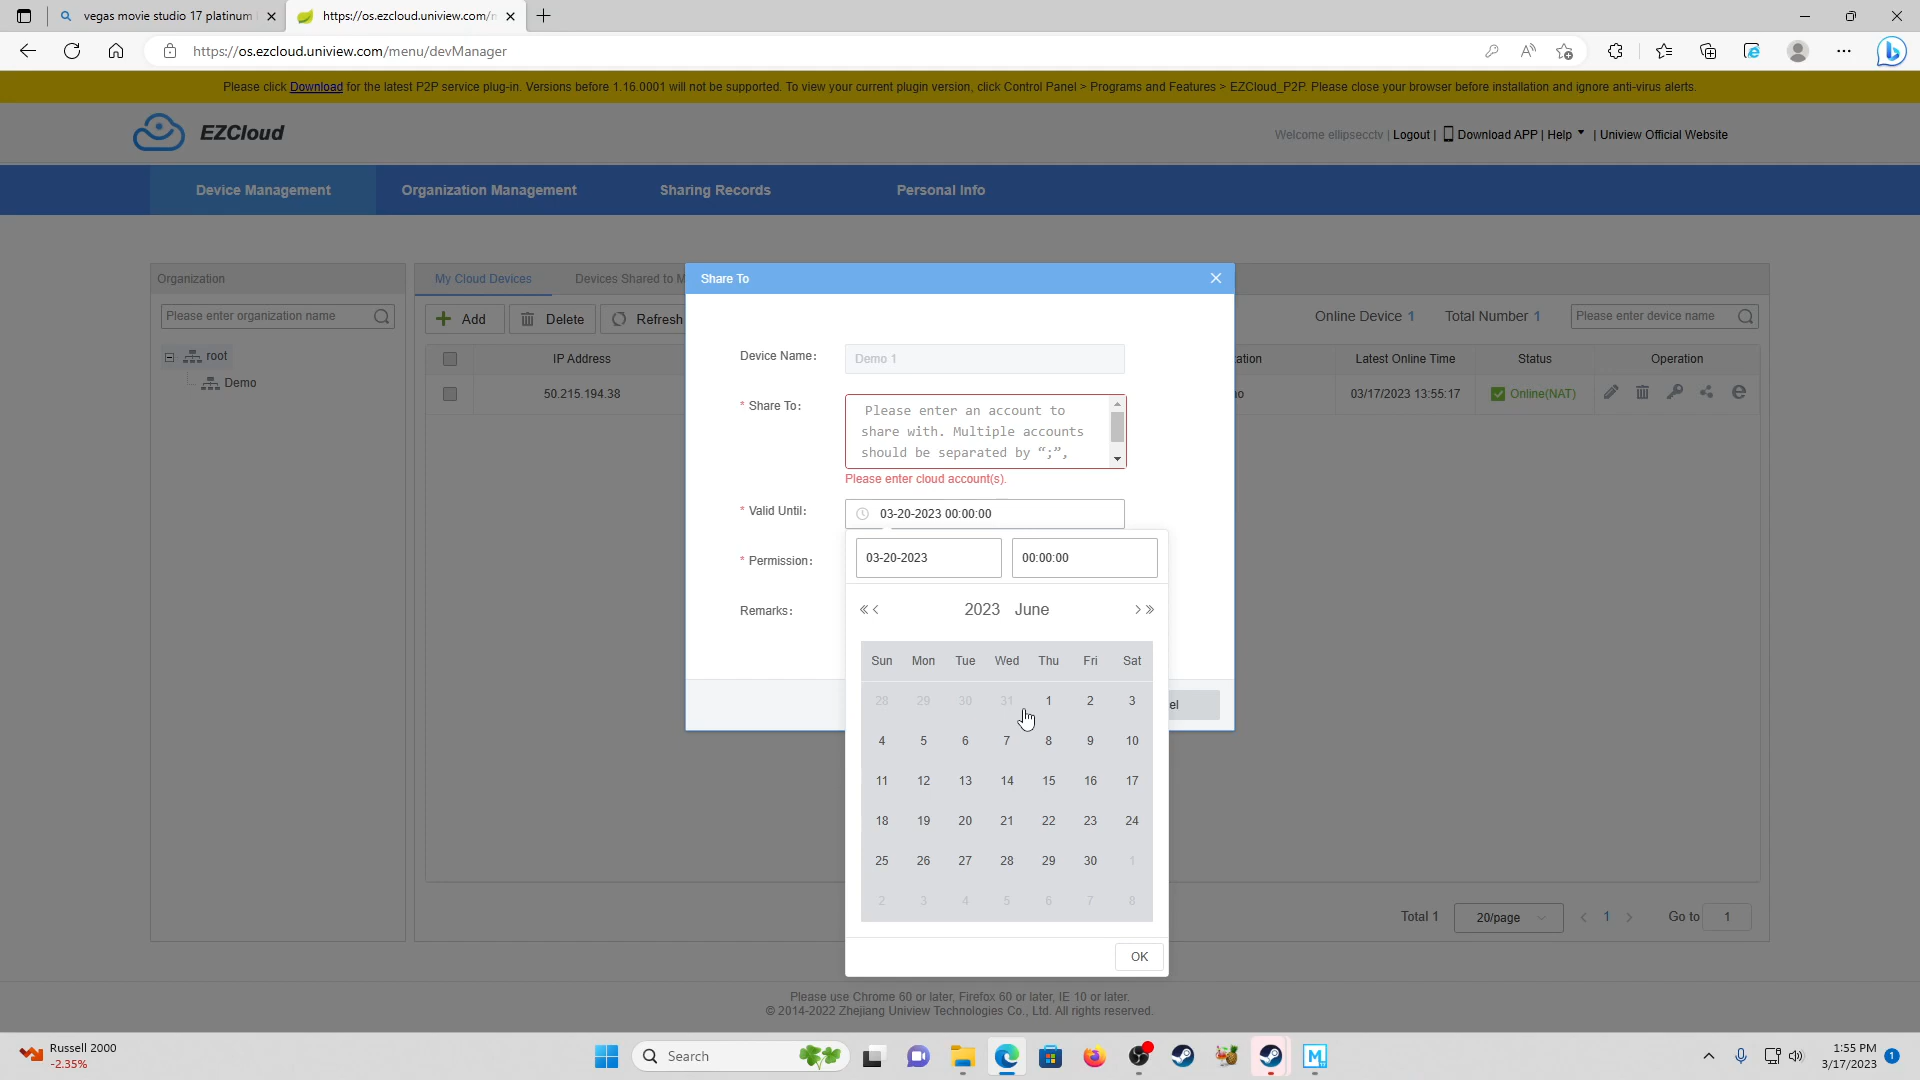 vegas movie studio 17 platinum
https://os.ezcloud.uniview.com/
https://os.ezcloud.uniview.com/menu/devManager
Please click Download for the latest P2P service plug-in. Versions before 1.16.0001 will not be supported. To view your current plugin version, click Control Panel > Programs and Features > EZCloud_P2P. Please close your browser before installation and ignore anti-virus alerts.
EZCloud
Welcome ellipsecctv | Logout | Download APP | Help | Uniview Official Website
Device Management Organization Management Sharing Records Personal Info
Organization
Please enter organization name
root
Demo
My Cloud Devices Devices Shared to M
Add Delete Refresh
Online Device 1 Total Number 1 Please enter device name
IP Address ation Latest Online Time Status Operation
50.215.194.38 03/17/2023 13:55:17 Online(NAT)
Share To
Device Name: Demo 1
* Share To: Please enter an account to
share with. Multiple accounts
should be separated by “;”,
Please enter cloud account(s).
* Valid Until: 03-20-2023 00:00:00
* Permission: 03-20-2023 00:00:00
Remarks: « < 2023 June > »
Sun Mon Tue Wed Thu Fri Sat
28 29 30 31 1 2 3
el
4 5 6 7 8 9 10
11 12 13 14 15 16 17
18 19 20 21 22 23 24
25 26 27 28 29 30 1
2 3 4 5 6 7 8
OK
Total 1 20/page < 1 > Go to 1
Please use Chrome 60 or later, Firefox 60 or later, IE 10 or later.
© 2014-2022 Zhejiang Uniview Technologies Co., Ltd. All rights reserved.
Russell 2000
-2.35%
Search
1:55 PM
3/17/2023
1